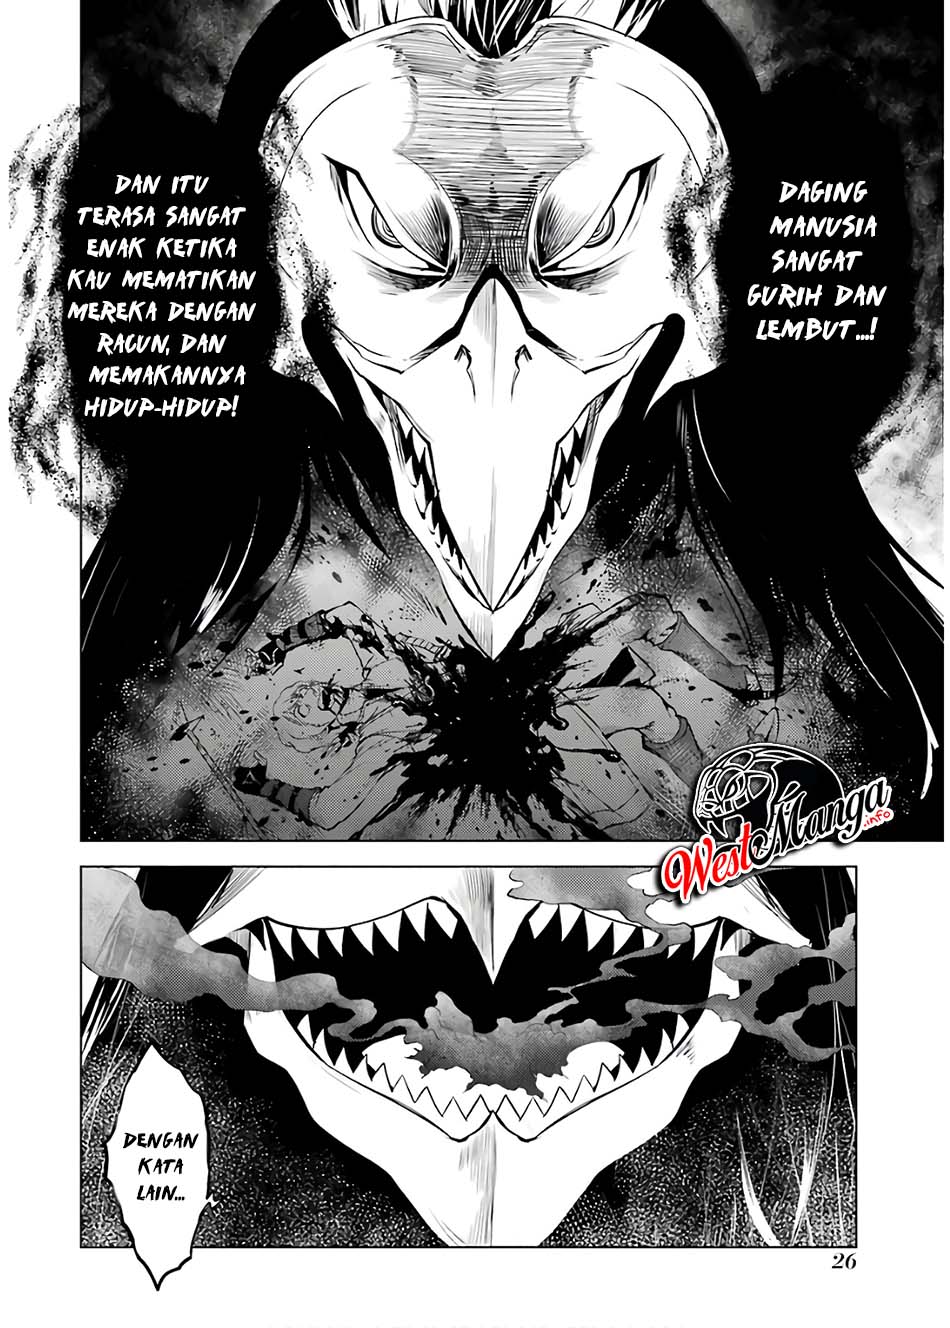 DAGING
MANUSIA
SANGAT
GURIH DAN
LEMBUT...!
DAN ITU
TERASA SANGAT
ENAK KETIKA
KAU MEMATIKAN
MEREKA DENGAN
RACUN, DAN
MEMAKANNYA
HIDUP-HIDUP!
WestManga
.info
DENGAN
KATA
LAIN...
26